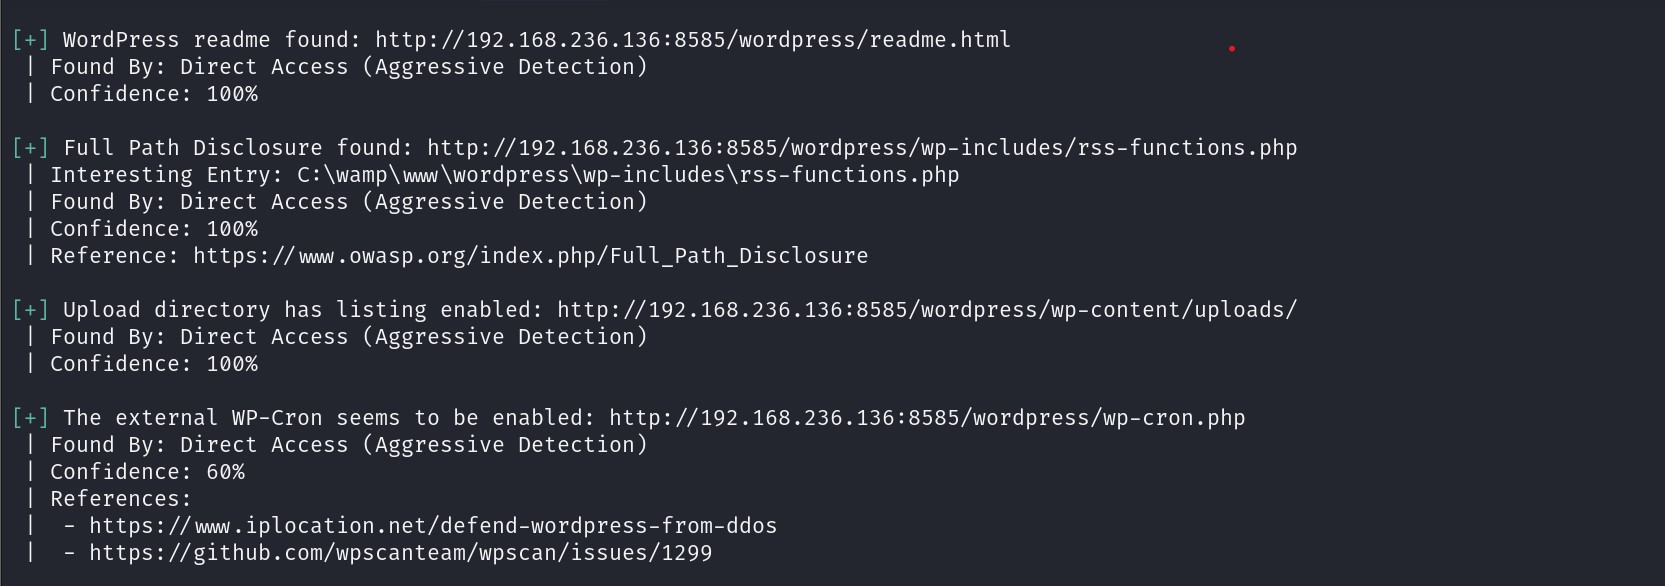 [+] WordPress readme found: http://192.168.236.136:8585/wordpress/readme.html
 | Found By: Direct Access (Aggressive Detection)
 | Confidence: 100%
[+] Full Path Disclosure found: http://192.168.236.136:8585/wordpress/wp-includes/rss-functions.php
 | Interesting Entry: C:\wamp\www\wordpress\wp-includes\rss-functions.php
 | Found By: Direct Access (Aggressive Detection)
 | Confidence: 100%
 | Reference: https://www.owasp.org/index.php/Full_Path_Disclosure
[+] Upload directory has listing enabled: http://192.168.236.136:8585/wordpress/wp-content/uploads/
 | Found By: Direct Access (Aggressive Detection)
 | Confidence: 100%
[+] The external WP-Cron seems to be enabled: http://192.168.236.136:8585/wordpress/wp-cron.php
 | Found By: Direct Access (Aggressive Detection)
 | Confidence: 60%
 | References:
 |  - https://www.iplocation.net/defend-wordpress-from-ddos
 |  - https://github.com/wpscanteam/wpscan/issues/1299